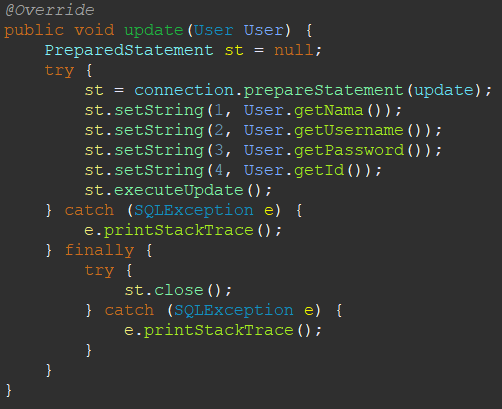 @Override
public void update(User User) {
    PreparedStatement st = null;
    try {
        st = connection.prepareStatement(update);
        st.setString(1, User.getNama());
        st.setString(2, User.getUsername());
        st.setString(3, User.getPassword());
        st.setString(4, User.getId());
        st.executeUpdate();
    } catch (SQLException e) {
        e.printStackTrace();
    } finally {
        try {
            st.close();
        } catch (SQLException e) {
            e.printStackTrace();
        }
    }
}